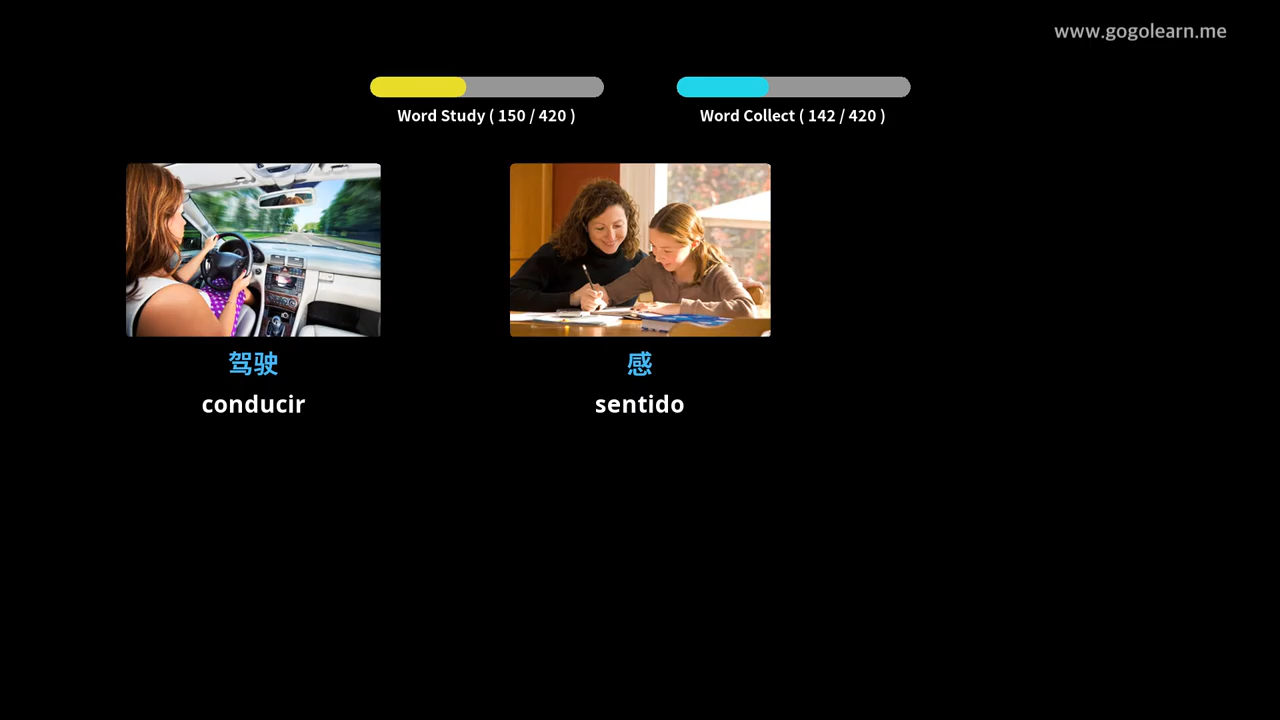 www.gogolearn.me
Word Study ( 150 / 420 )
Word Collect ( 142 / 420 )
驾驶
conducir
感
sentido